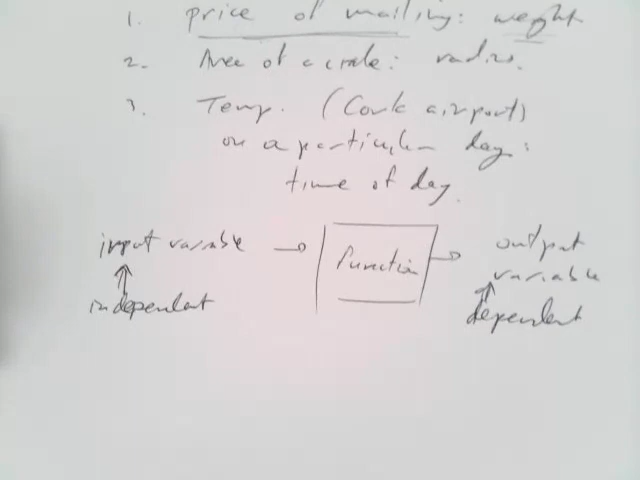 1. price of mailing: weight
2. Area of a circle: radius.
3. Temp. (Cork airport)
on a particular day:
time of day.
input variable → function → output
variable
independent
dependent